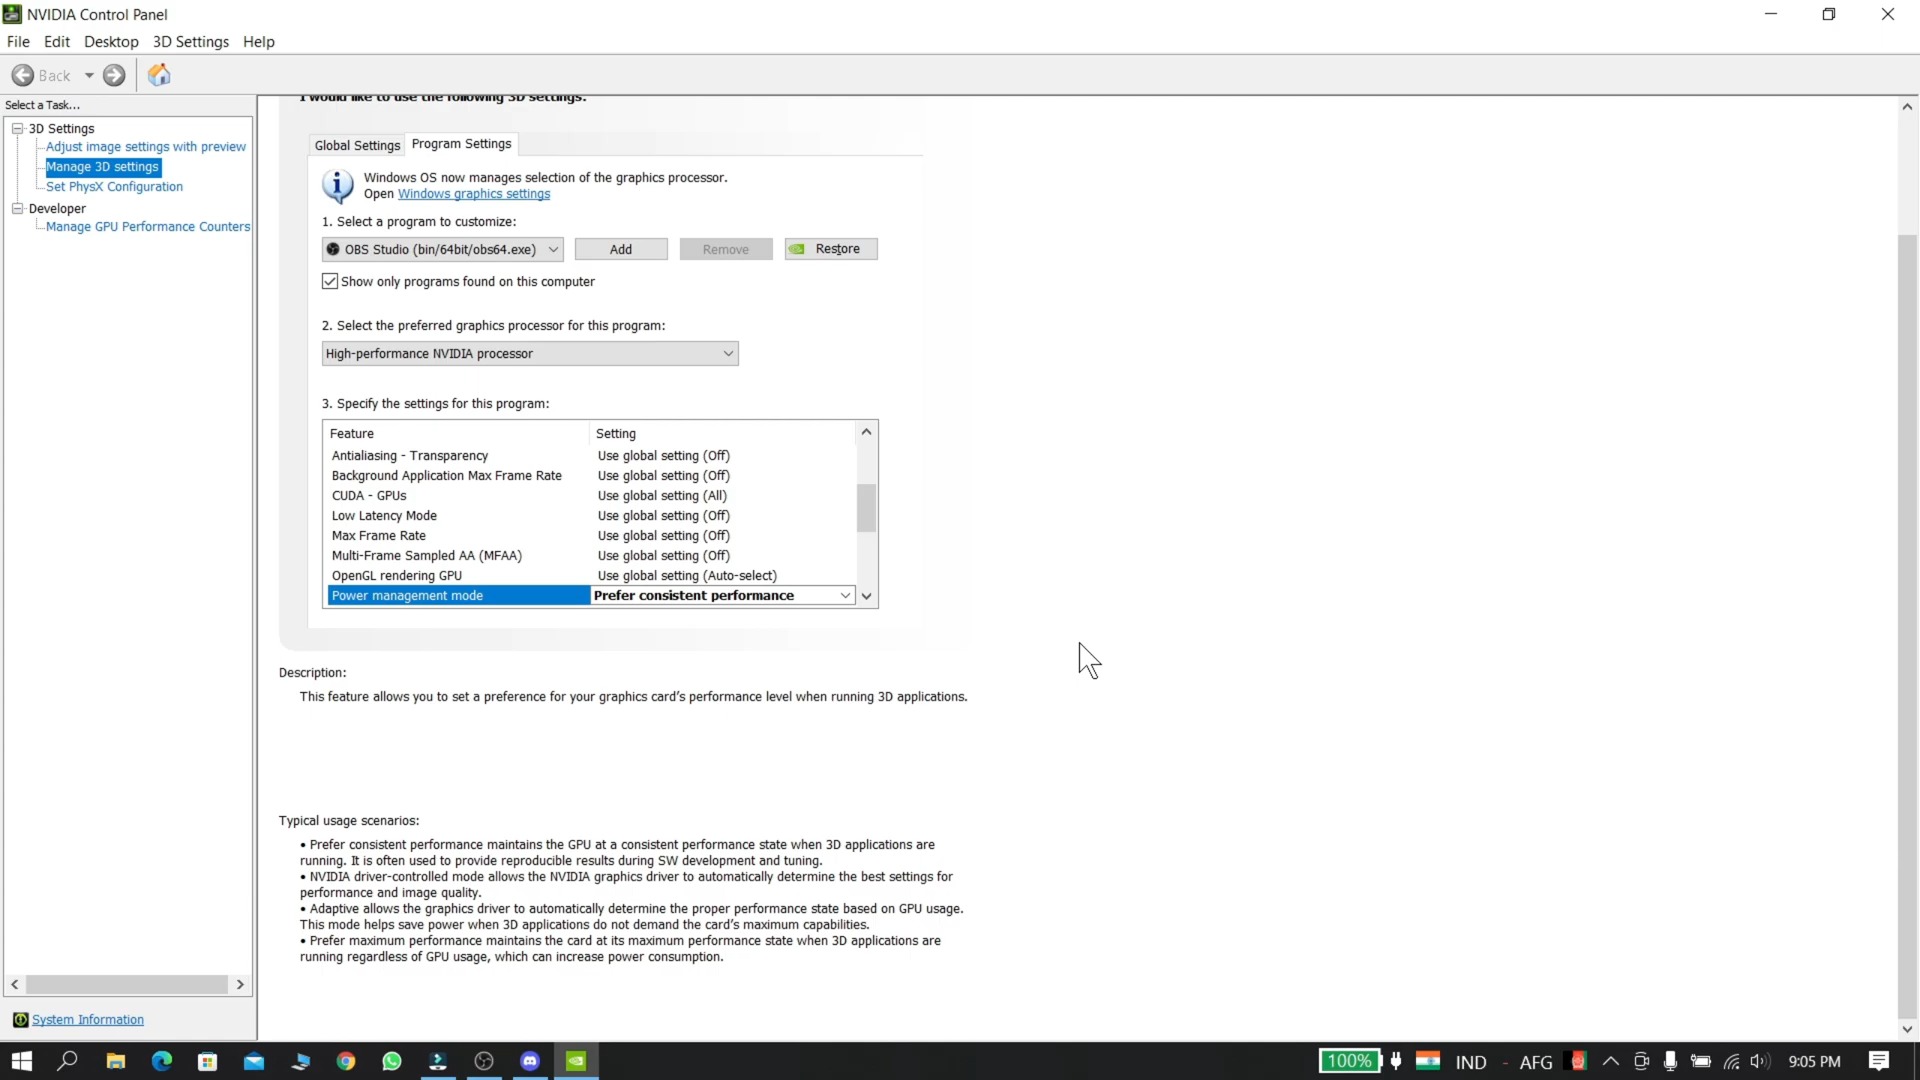 NVIDIA Control Panel
File Edit Desktop 3D Settings Help
Back
Select a Task...
3D Settings
Adjust image settings with preview
Manage 3D settings
Set PhysX Configuration
Developer
Manage GPU Performance Counters
System Information
I would like to use the following 3D settings:
Global Settings Program Settings
Windows OS now manages selection of the graphics processor.
Open Windows graphics settings
1. Select a program to customize:
OBS Studio (bin/64bit/obs64.exe) Add Remove Restore
Show only programs found on this computer
2. Select the preferred graphics processor for this program:
High-performance NVIDIA processor
3. Specify the settings for this program:
Feature Setting
Antialiasing - Transparency Use global setting (Off)
Background Application Max Frame Rate Use global setting (Off)
CUDA - GPUs Use global setting (All)
Low Latency Mode Use global setting (Off)
Max Frame Rate Use global setting (Off)
Multi-Frame Sampled AA (MFAA) Use global setting (Off)
OpenGL rendering GPU Use global setting (Auto-select)
Power management mode Prefer consistent performance
Description:
This feature allows you to set a preference for your graphics card's performance level when running 3D applications.
Typical usage scenarios:
• Prefer consistent performance maintains the GPU at a consistent performance state when 3D applications are
running. It is often used to provide reproducible results during SW development and tuning.
• NVIDIA driver-controlled mode allows the NVIDIA graphics driver to automatically determine the best settings for
performance and image quality.
• Adaptive allows the graphics driver to automatically determine the proper performance state based on GPU usage.
This mode helps save power when 3D applications do not demand the card's maximum capabilities.
• Prefer maximum performance maintains the card at its maximum performance state when 3D applications are
running regardless of GPU usage, which can increase power consumption.
100% IND - AFG 9:05 PM